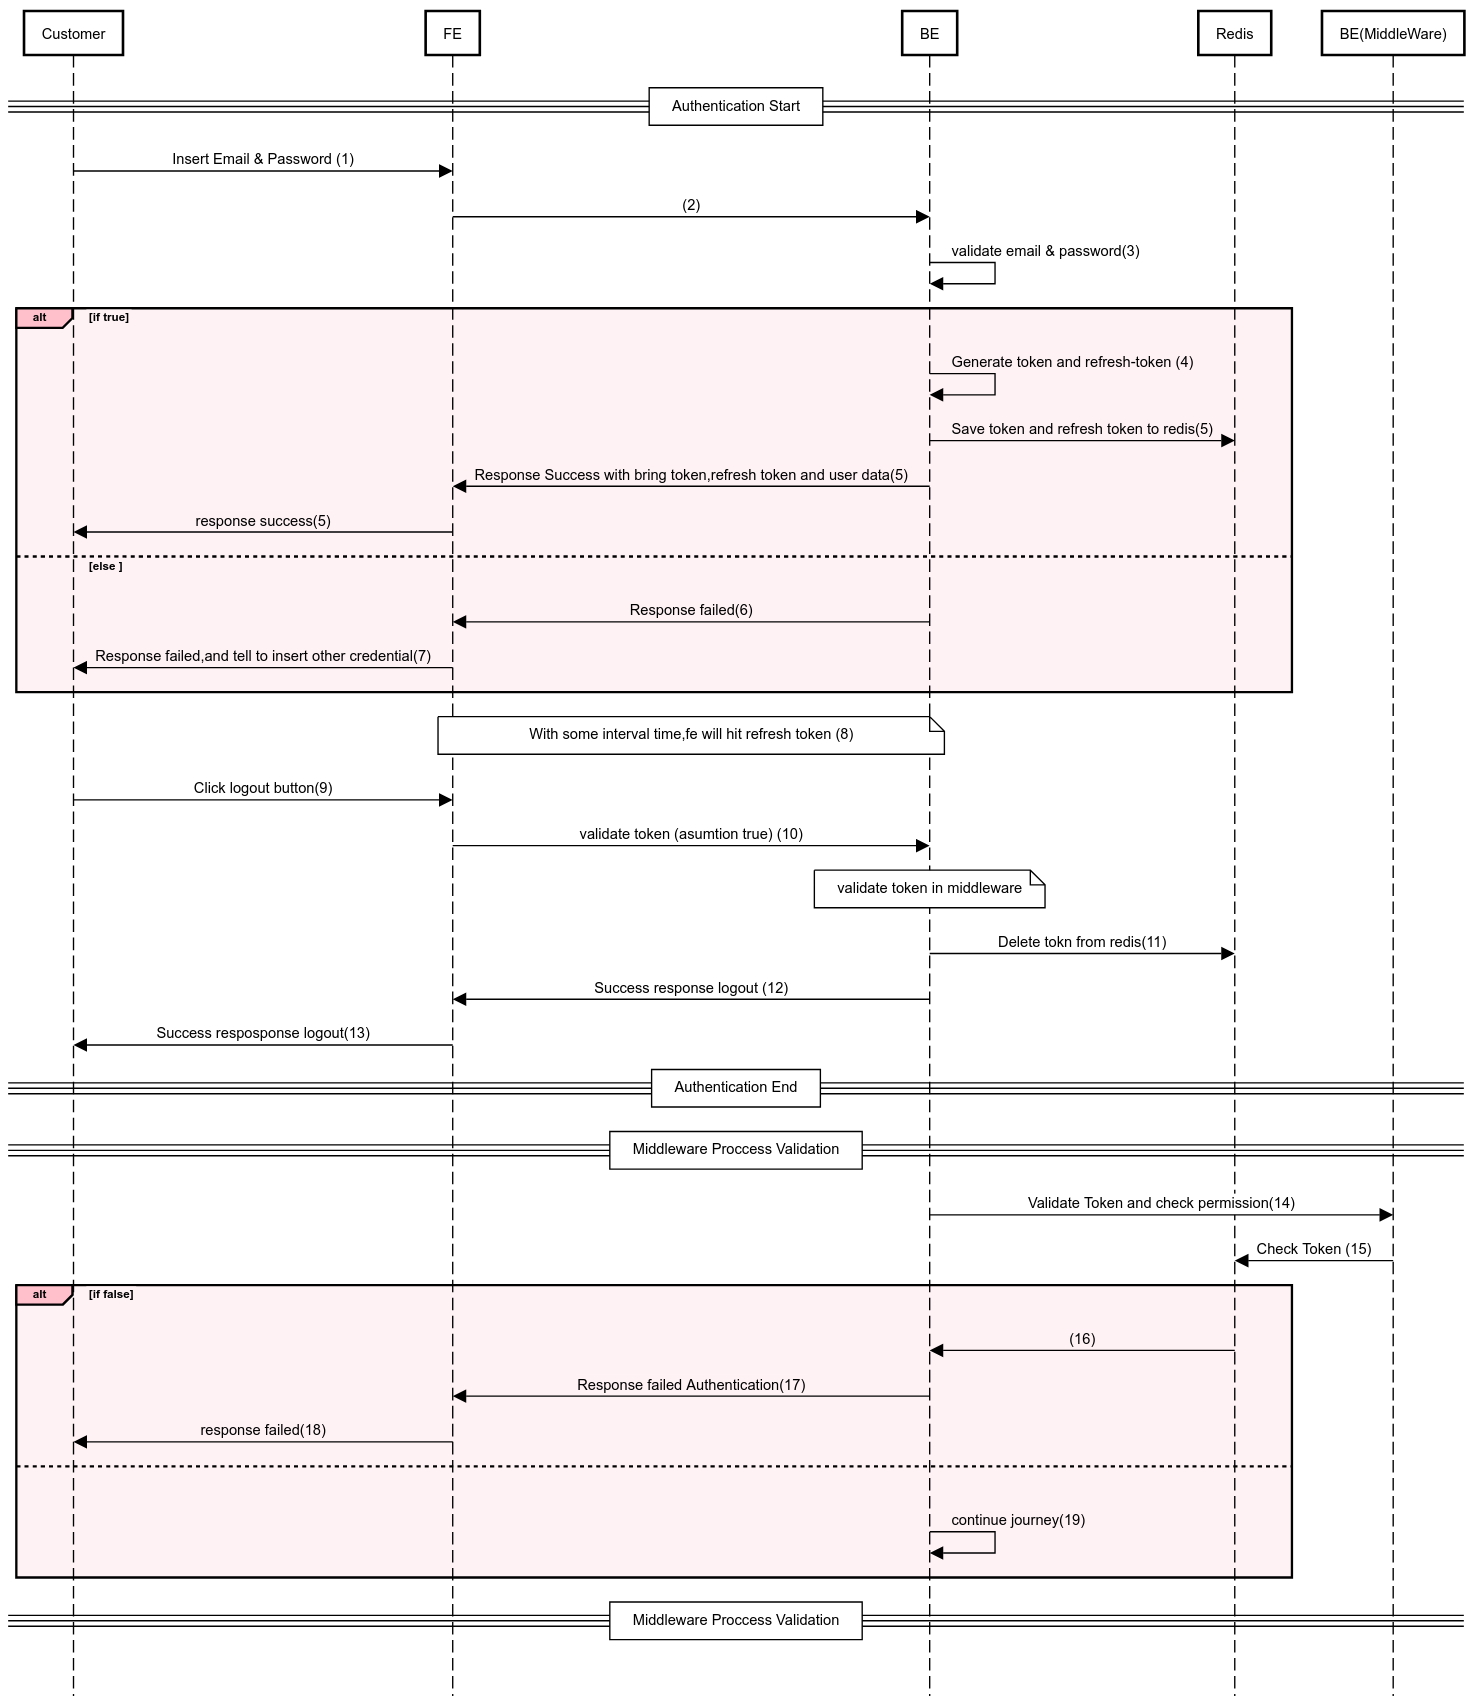 Customer
FE
BE
Redis
BE(MiddleWare)
Authentication Start
Insert Email & Password (1)
(2)
validate email & password(3)
alt
[if true]
Generate token and refresh-token (4)
Save token and refresh token to redis(5)
Response Success with bring token,refresh token and user data(5)
response success(5)
[else ]
Response failed(6)
Response failed,and tell to insert other credential(7)
With some interval time,fe will hit refresh token (8)
Click logout button(9)
validate token (asumtion true) (10)
validate token in middleware
Delete tokn from redis(11)
Success response logout (12)
Success resposponse logout(13)
Authentication End
Middleware Proccess Validation
Validate Token and check permission(14)
Check Token (15)
alt
[if false]
(16)
Response failed Authentication(17)
response failed(18)
continue journey(19)
Middleware Proccess Validation